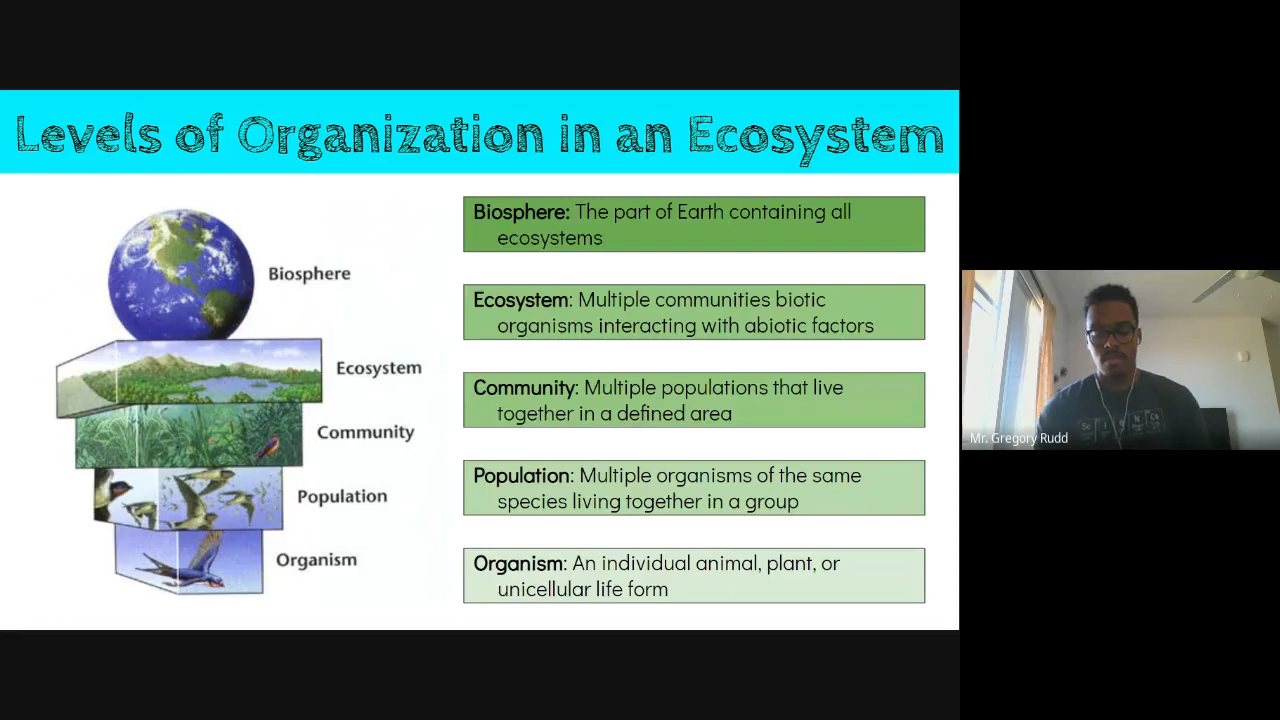 Levels of Organization in an Ecosystem
Biosphere
Ecosystem
Community
Population
Organism
Biosphere: The part of Earth containing all
ecosystems
Ecosystem: Multiple communities biotic
organisms interacting with abiotic factors
Community: Multiple populations that live
together in a defined area
Population: Multiple organisms of the same
species living together in a group
Organism: An individual animal, plant, or
unicellular life form
Mr. Gregory Rudd